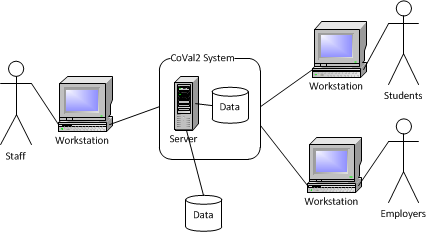 CoVal2 System
Workstation
Students
Data
Server
Workstation
Staff
Workstation
Employers
Data